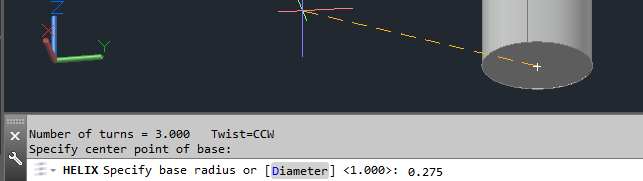 Z
X
Y
Number of turns = 3.000   Twist=CCW
Specify center point of base:
HELIX Specify base radius or [Diameter] <1.000>: 0.275